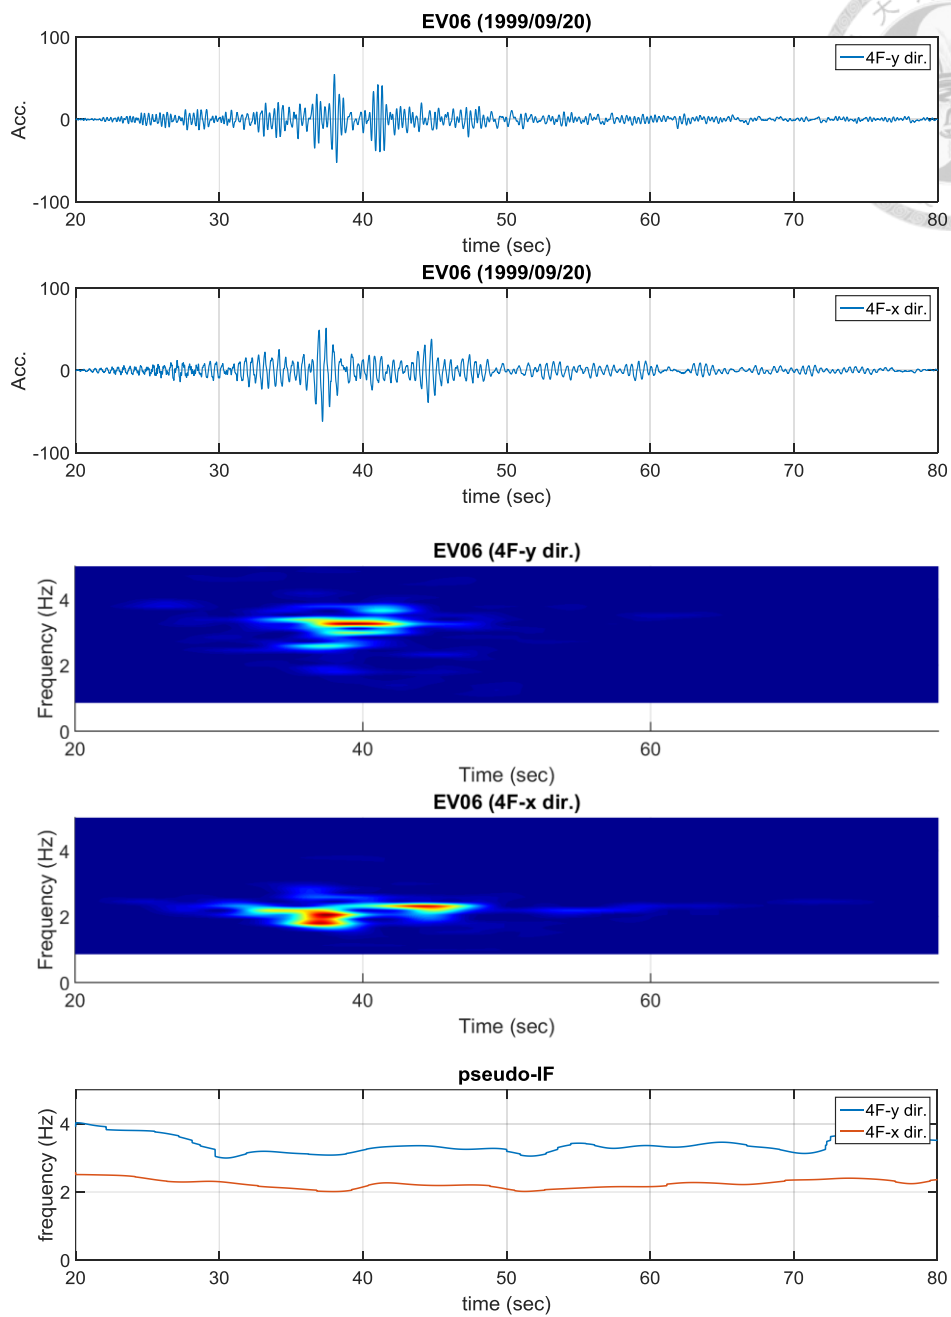 EV06 (1999/09/20)
100
0
-100
Acc.
4F-y dir.
20 30 40 50 60 70 80
time (sec)
EV06 (1999/09/20)
100
0
-100
Acc.
4F-x dir.
20 30 40 50 60 70 80
time (sec)
EV06 (4F-y dir.)
4
2
0
Frequency (Hz)
20 40 60
Time (sec)
EV06 (4F-x dir.)
4
2
0
Frequency (Hz)
20 40 60
Time (sec)
pseudo-IF
4
2
0
frequency (Hz)
4F-y dir.
4F-x dir.
20 30 40 50 60 70 80
time (sec)
大